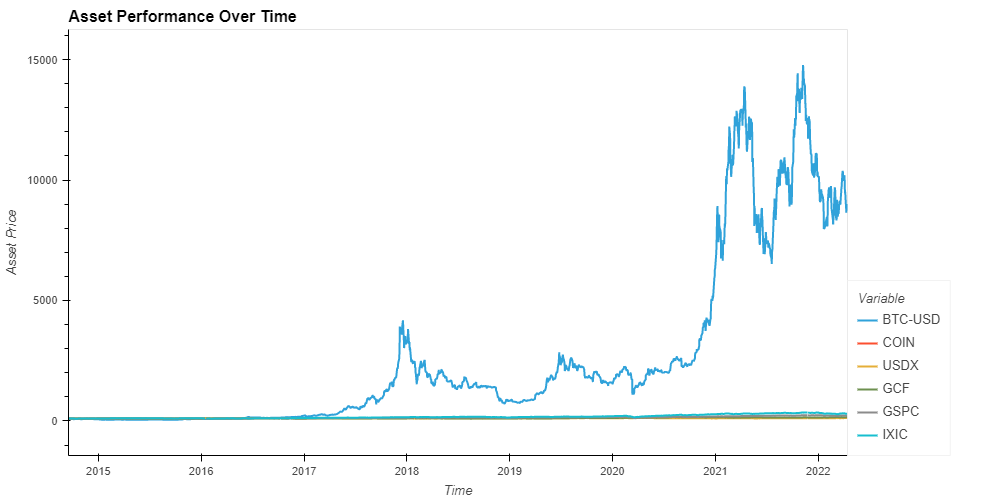 Asset Performance Over Time
15000
10000
5000
0
Asset Price
2015 2016 2017 2018 2019 2020 2021 2022
Time
Variable
BTC-USD
COIN
USDX
GCF
GSPC
IXIC